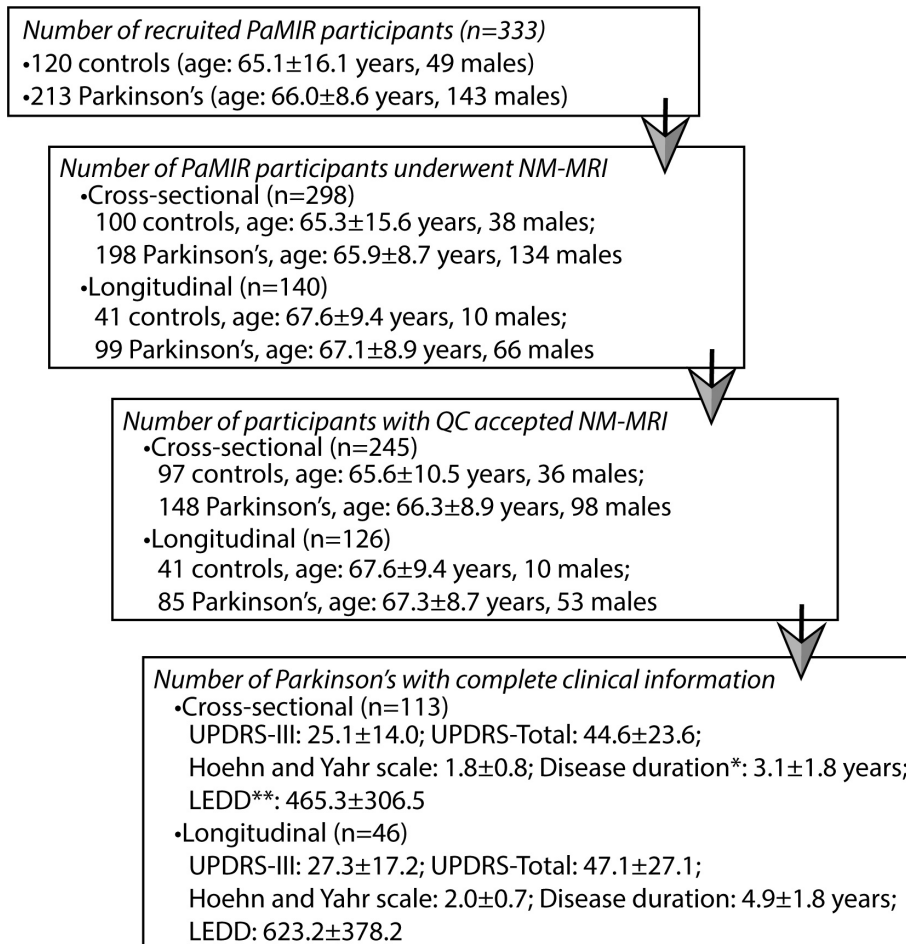 Number of recruited PaMIR participants (n=333)
•120 controls (age: 65.1±16.1 years, 49 males)
•213 Parkinson's (age: 66.0±8.6 years, 143 males)
Number of PaMIR participants underwent NM-MRI
•Cross-sectional (n=298)
100 controls, age: 65.3±15.6 years, 38 males;
198 Parkinson's, age: 65.9±8.7 years, 134 males
•Longitudinal (n=140)
41 controls, age: 67.6±9.4 years, 10 males;
99 Parkinson's, age: 67.1±8.9 years, 66 males
Number of participants with QC accepted NM-MRI
•Cross-sectional (n=245)
97 controls, age: 65.6±10.5 years, 36 males;
148 Parkinson's, age: 66.3±8.9 years, 98 males
•Longitudinal (n=126)
41 controls, age: 67.6±9.4 years, 10 males;
85 Parkinson's, age: 67.3±8.7 years, 53 males
Number of Parkinson's with complete clinical information
•Cross-sectional (n=113)
UPDRS-III: 25.1±14.0; UPDRS-Total: 44.6±23.6;
Hoehn and Yahr scale: 1.8±0.8; Disease duration*: 3.1±1.8 years;
LEDD**: 465.3±306.5
•Longitudinal (n=46)
UPDRS-III: 27.3±17.2; UPDRS-Total: 47.1±27.1;
Hoehn and Yahr scale: 2.0±0.7; Disease duration: 4.9±1.8 years;
LEDD: 623.2±378.2